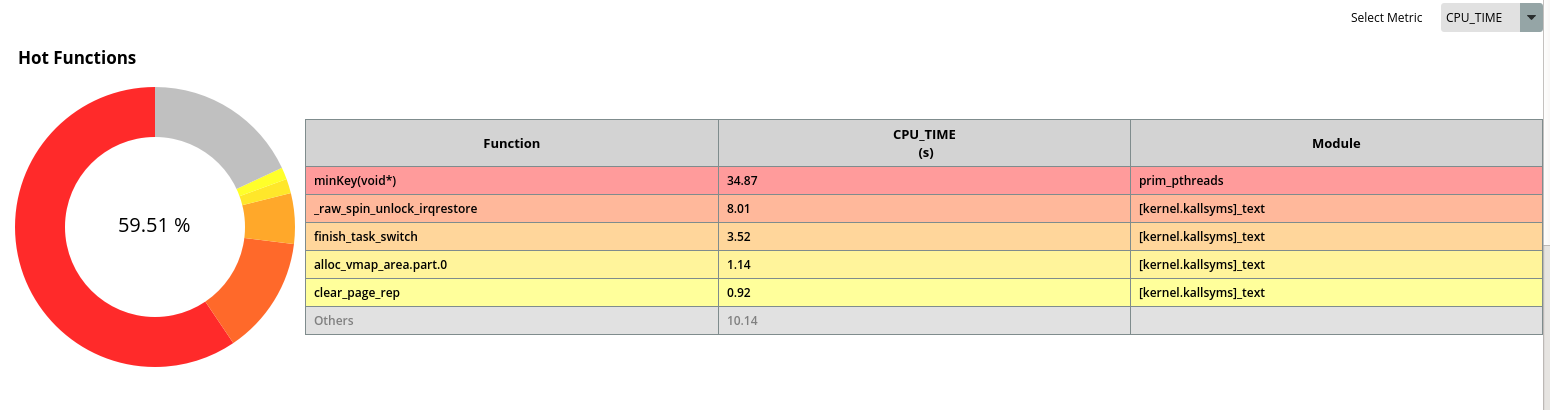 Select Metric CPU_TIME
Hot Functions
59.51 %
Function CPU_TIME (s) Module
minKey(void*) 34.87 prim_pthreads
_raw_spin_unlock_irqrestore 8.01 [kernel.kallsyms]_text
finish_task_switch 3.52 [kernel.kallsyms]_text
alloc_vmap_area.part.0 1.14 [kernel.kallsyms]_text
clear_page_rep 0.92 [kernel.kallsyms]_text
Others 10.14